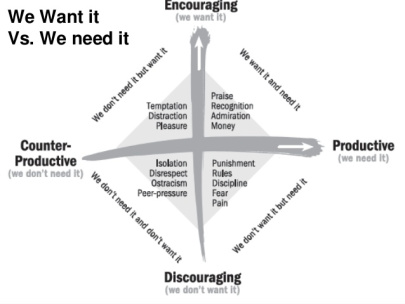 We Want it
Vs. We need it
Encouraging
(we want it)
We don't need it but want it
We want it and need it
Temptation
Distraction
Pleasure
Praise
Recognition
Admiration
Money
Counter-
Productive
(we don't need it)
Productive
(we need it)
Isolation
Disrespect
Ostracism
Peer-pressure
Punishment
Rules
Discipline
Fear
Pain
We don't need it and don't want it
We don't want it but need it
Discouraging
(we don't want it)